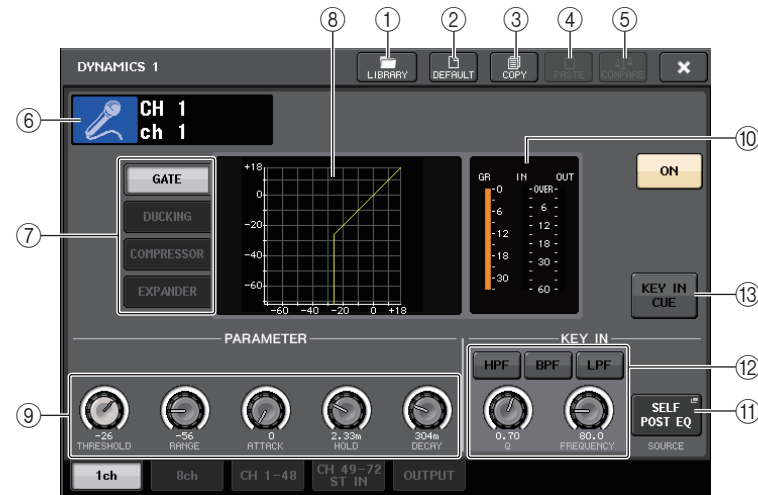 ⑧ ① ② ③ ④ ⑤
DYNAMICS 1
LIBRARY DEFAULT COPY PASTE COMPARE ×
⑥
CH 1
ch 1
⑦
GATE
DUCKING
COMPRESSOR
EXPANDER
+18
0
-20
-40
-60
-60 -40 -20 0 +18
⑩
GR IN OUT
0 -OVER-
6 - 6 -
12 - 12 -
- 18 -
18 - 30 -
30
- 60 -
ON
KEY IN
CUE
⑬
PARAMETER
KEY IN
HPF BPF LPF
⑫
⑨
-26 -56 0 2.33m 304m
THRESHOLD RANGE ATTACK HOLD DECAY
0.70 80.0
Q FREQUENCY
SELF
POST EQ
SOURCE
⑪
1ch 8ch CH 1-48 CH 49-72
ST IN OUTPUT